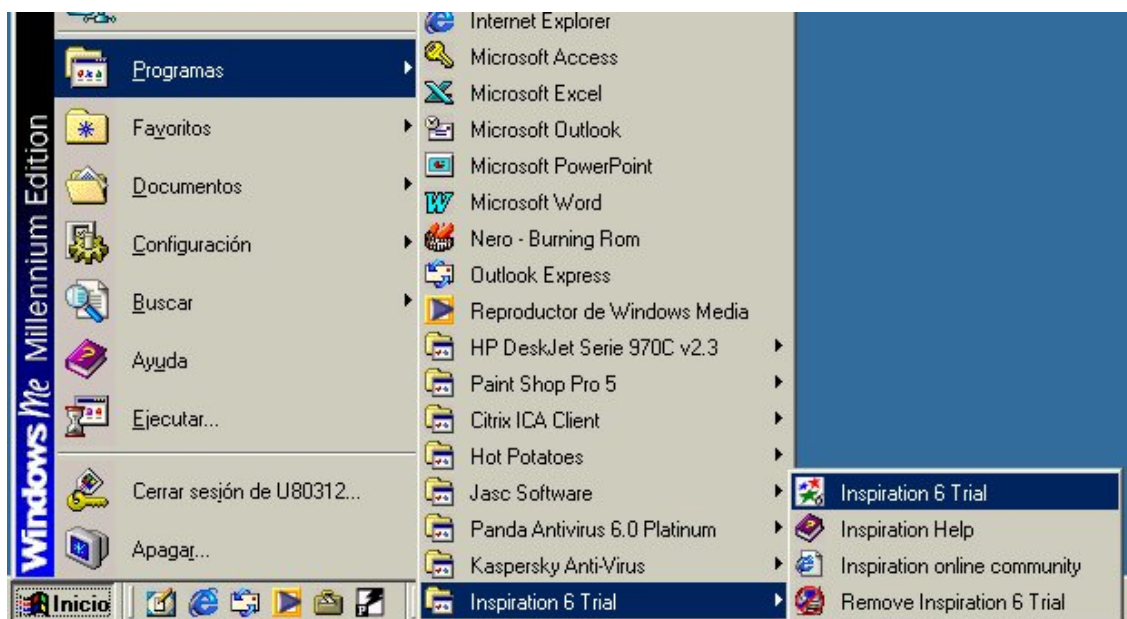 Windows Me Millennium Edition
Programas
Favoritos
Documentos
Configuración
Buscar
Ayuda
Ejecutar...
Cerrar sesión de U80312...
Apagar...
Inicio
Internet Explorer
Microsoft Access
Microsoft Excel
Microsoft Outlook
Microsoft PowerPoint
Microsoft Word
Nero - Burning Rom
Outlook Express
Reproductor de Windows Media
HP DeskJet Serie 970C v2.3
Paint Shop Pro 5
Citrix ICA Client
Hot Potatoes
Jasc Software
Panda Antivirus 6.0 Platinum
Kaspersky Anti-Virus
Inspiration 6 Trial
Inspiration 6 Trial
Inspiration Help
Inspiration online community
Remove Inspiration 6 Trial